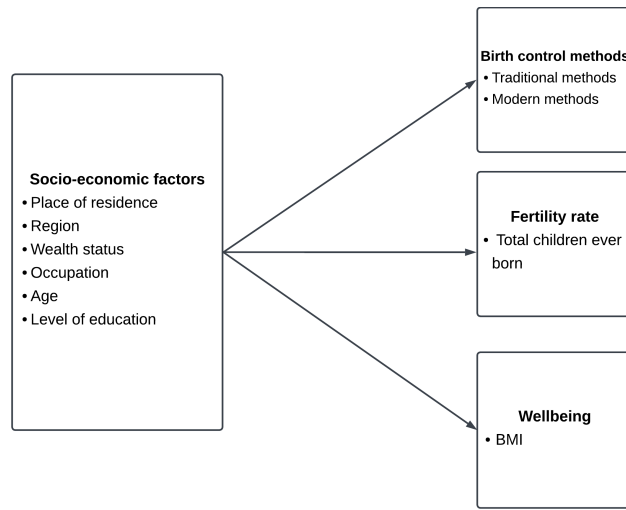 Socio-economic factors
• Place of residence
• Region
• Wealth status
• Occupation
• Age
• Level of education
Birth control methods
• Traditional methods
• Modern methods
Fertility rate
• Total children ever
born
Wellbeing
• BMI